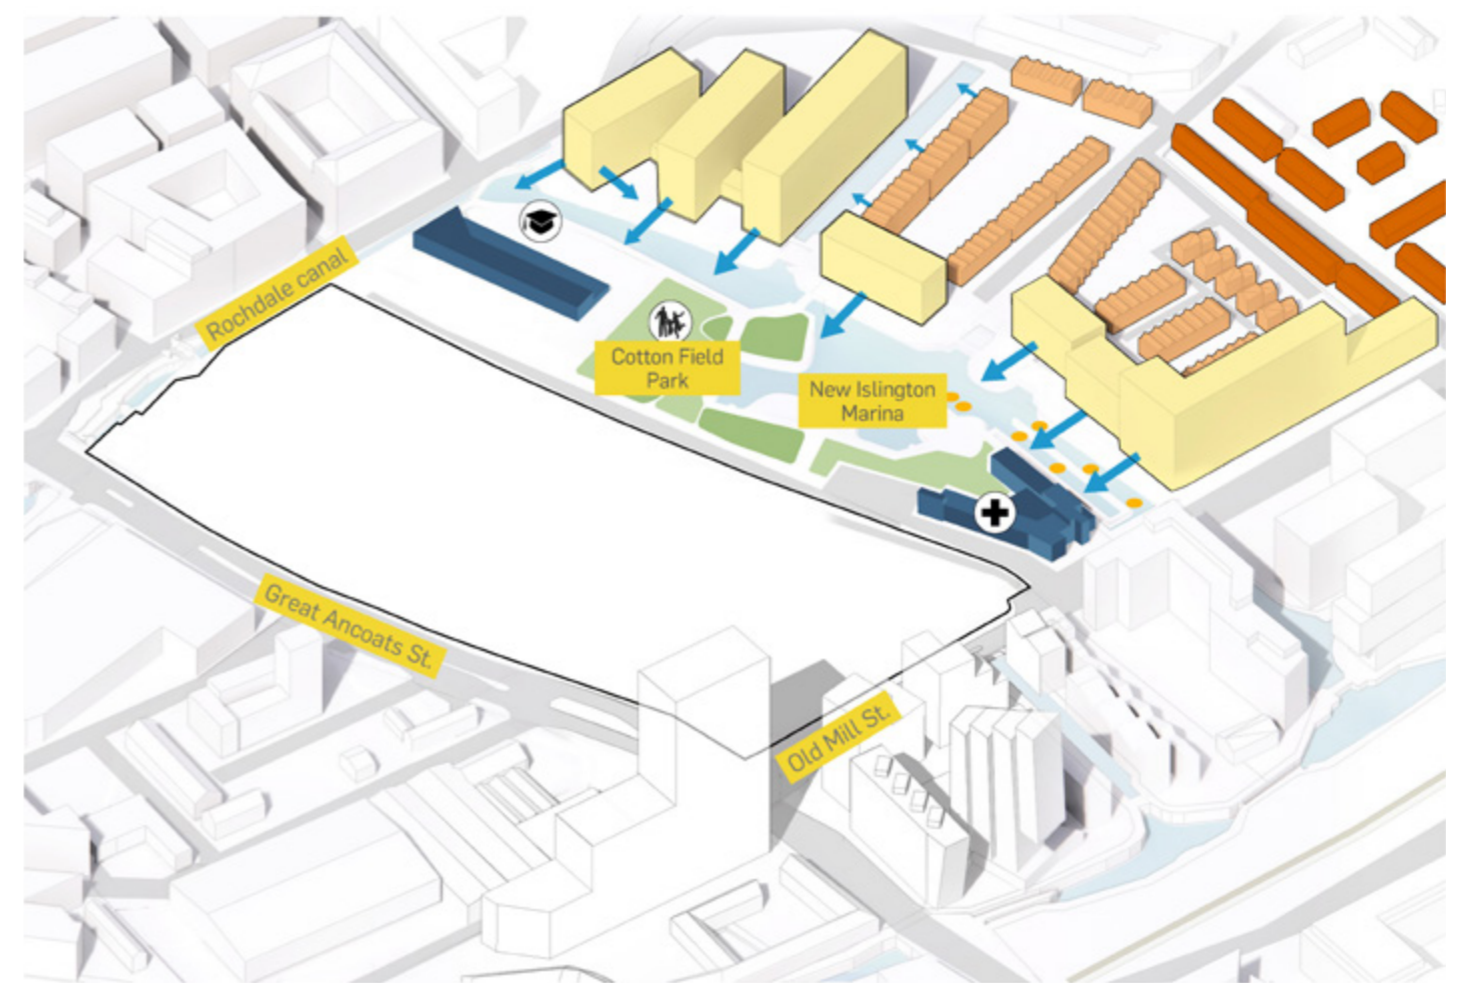 Rochdale canal
Cotton Field
Park
New Islington
Marina
Great Ancoats St.
Old Mill St.